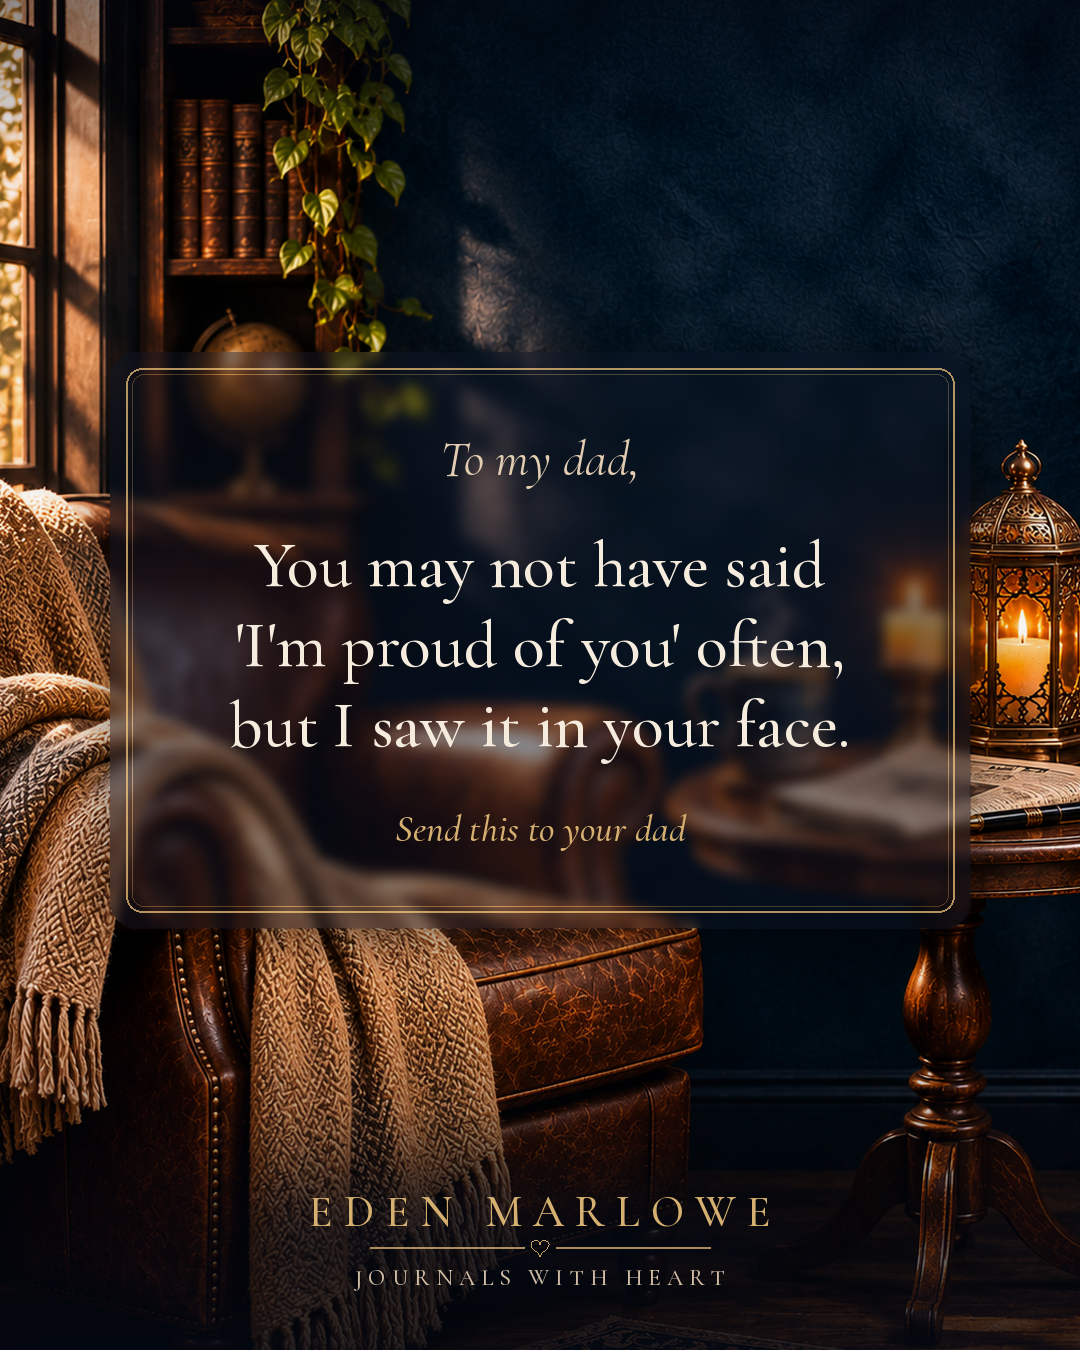 To my dad,
You may not have said
'I'm proud of you' often,
but I saw it in your face.
Send this to your dad
EDEN MARLOWE
JOURNALS WITH HEART